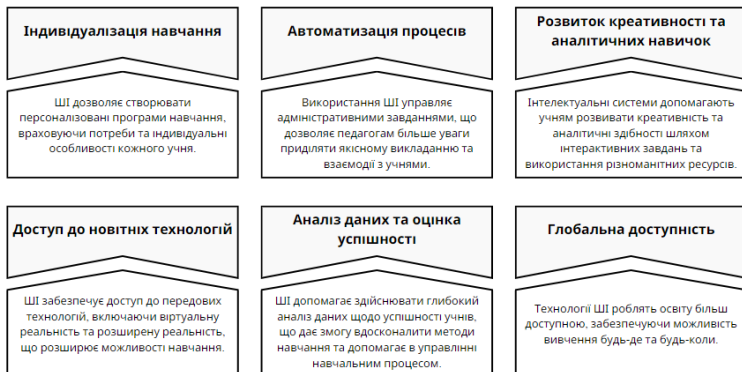 Індивідуалізація навчання
ШІ дозволяє створювати
персоналізовані програми навчання,
враховуючи потреби та індивідуальні
особливості кожного учня.
Автоматизація процесів
Використання ШІ управляє
адміністративними завданнями, що
дозволяє педагогам більше уваги
приділяти якісному викладанню та
взаємодії з учнями.
Розвиток креативності та
аналітичних навичок
Інтелектуальні системи допомагають
учням розвивати креативність та
аналітичні здібності шляхом
інтерактивних завдань та
використання різноманітних ресурсів.
Доступ до новітніх технологій
ШІ забезпечує доступ до передових
технологій, включаючи віртуальну
реальність та розширену реальність,
що розширює можливості навчання.
Аналіз даних та оцінка
успішності
ШІ допомагає здійснювати глибокий
аналіз даних щодо успішності учнів,
що дає змогу вдосконалити методи
навчання та допомагає в управлінні
навчальним процесом.
Глобальна доступність
Технології ШІ роблять освіту більш
доступною, забезпечуючи можливість
вивчення будь-де та будь-коли.